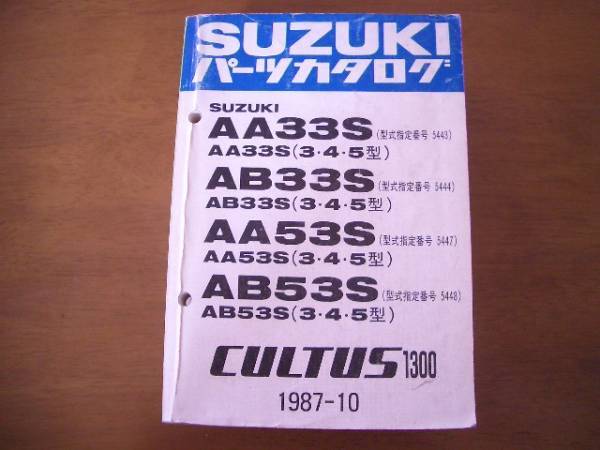 SUZUKI
パーツカタログ
SUZUKI
AA33S(型式指定番号 5443)
AA33S(3・4・5型)
AB33S(型式指定番号 5444)
AB33S(3・4・5型)
AA53S(型式指定番号 5447)
AA53S(3・4・5型)
AB53S(型式指定番号 5448)
AB53S(3・4・5型)
CULTUS 1300
1987-10